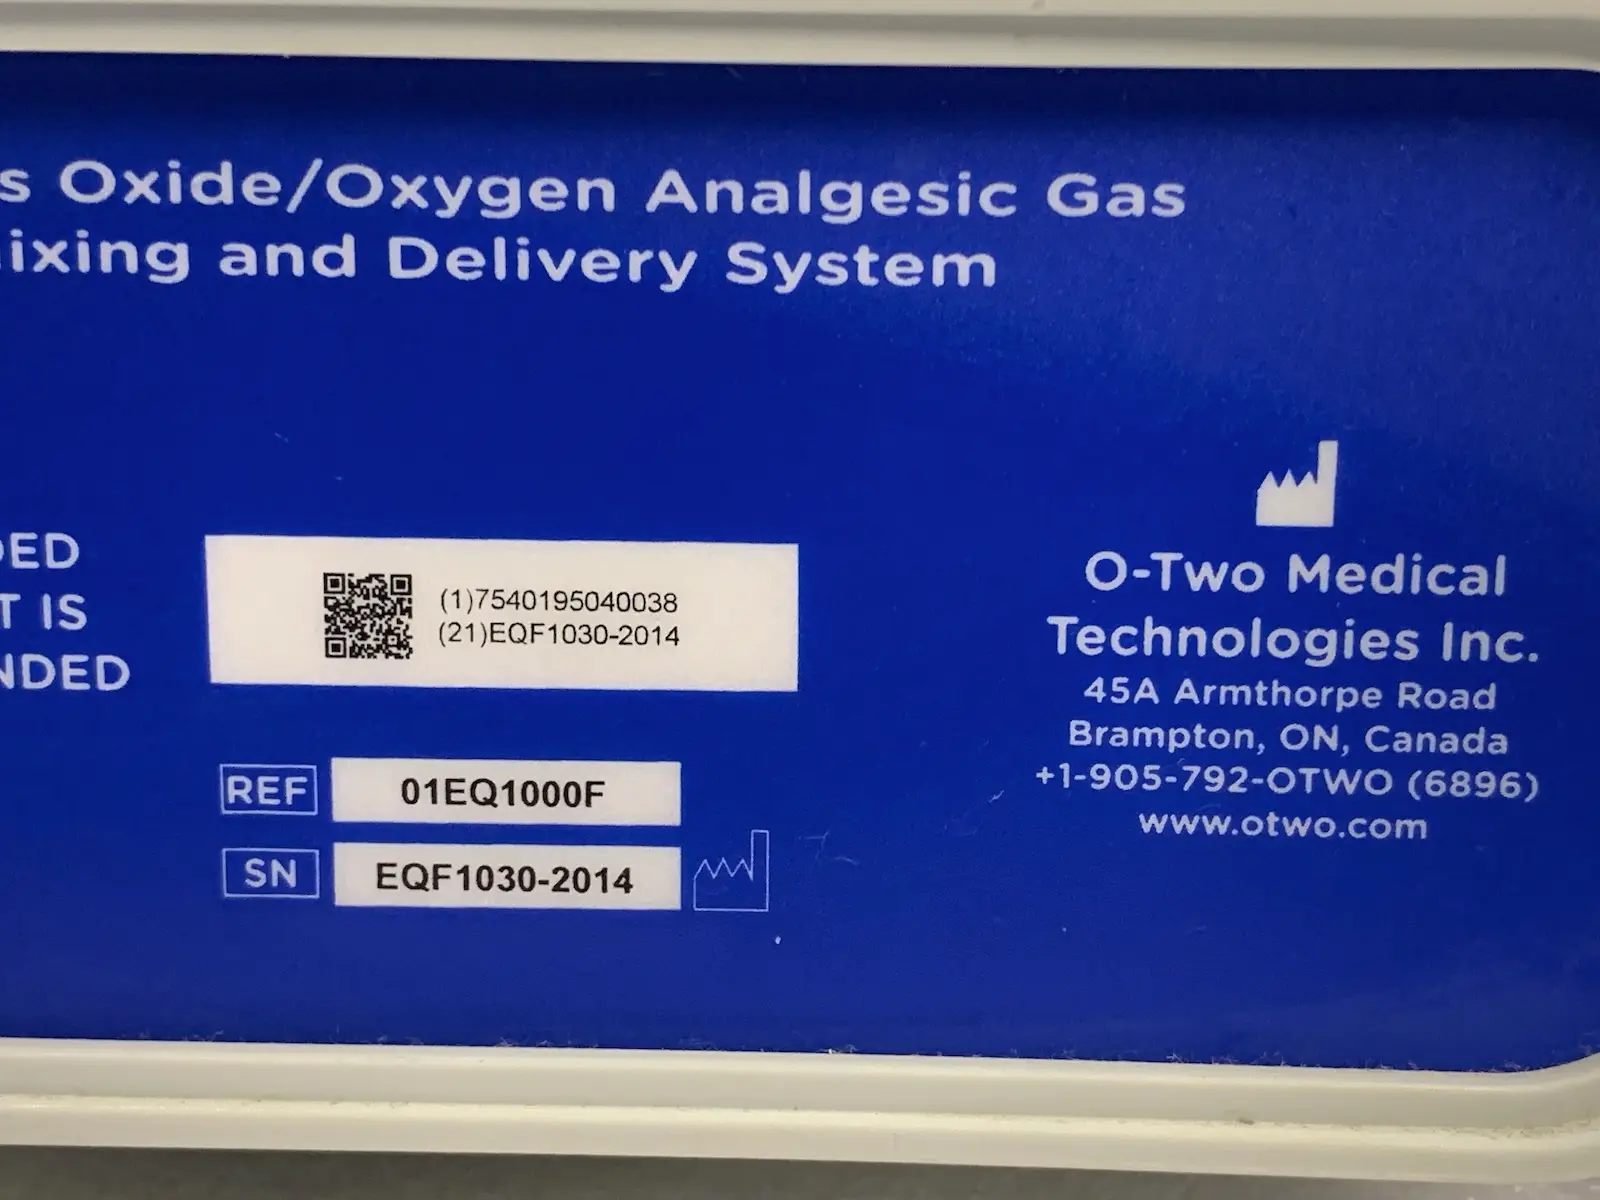 s Oxide/Oxygen Analgesic Gas
ixing and Delivery System
DED
T IS
NDED
(1)7540195040038
(21)EQF1030-2014
REF 01EQ1000F
SN EQF1030-2014
O-Two Medical
Technologies Inc.
45A Armthorpe Road
Brampton, ON, Canada
+1-905-792-OTWO (6896)
www.otwo.com